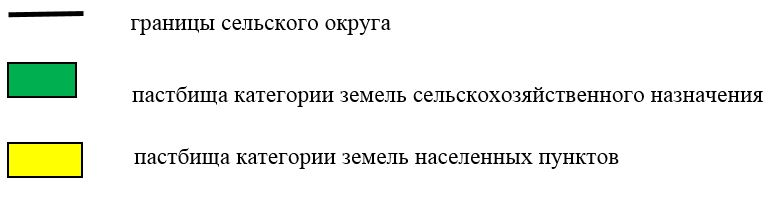 границы сельского округа
пастбища категории земель сельскохозяйственного назначения
пастбища категории земель населенных пунктов